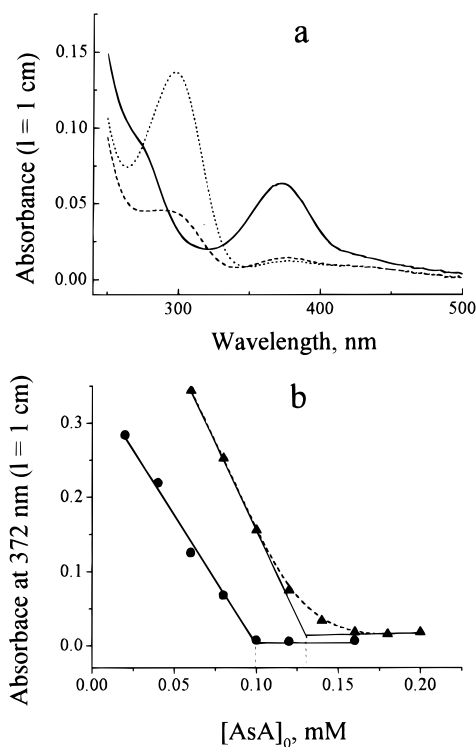 a
Absorbance (l = 1 cm)
0.15
0.10
0.05
0.00
300
400
500
Wavelength, nm
b
Absorbace at 372 nm (l = 1 cm)
0.3
0.2
0.1
0.0
0.00
0.05
0.10
0.15
0.20
[AsA]₀, mM